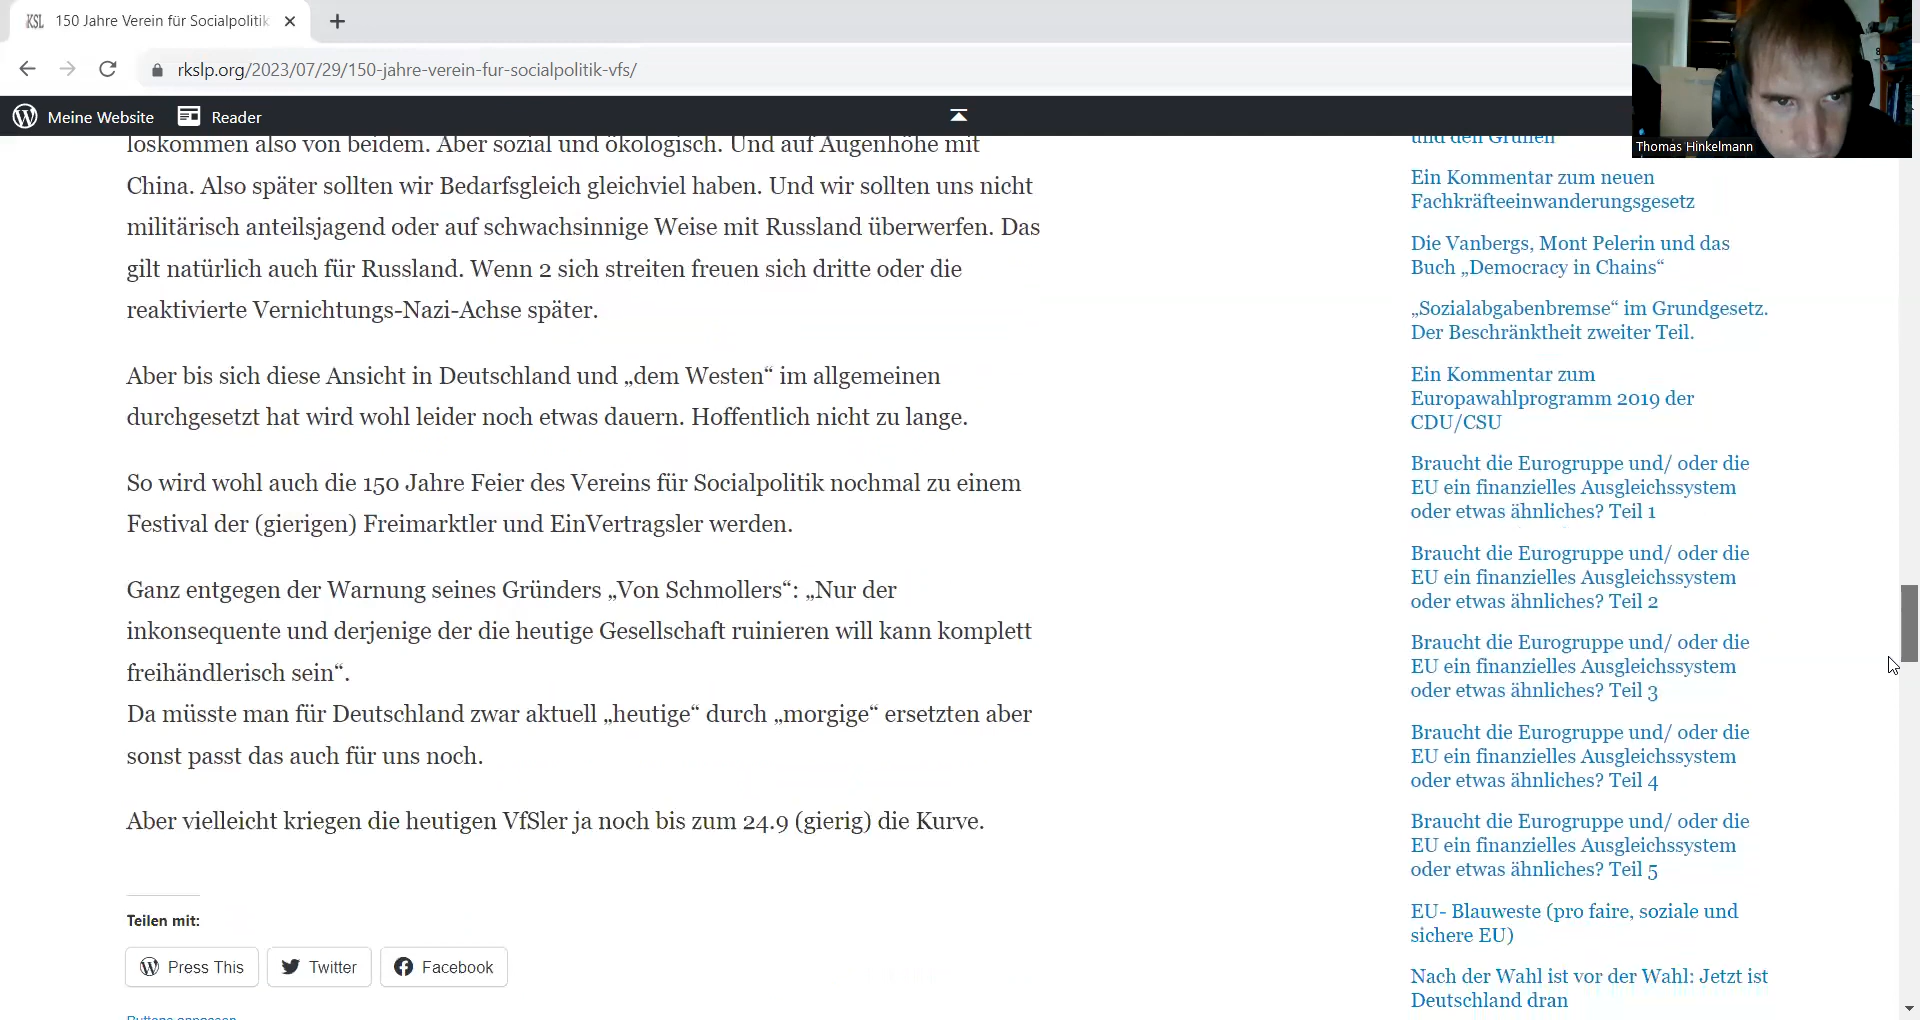 150 Jahre Verein für Socialpolitik
rkslp.org/2023/07/29/150-jahre-verein-fur-socialpolitik-vfs/
Meine Website
Reader
Thomas Hinkelmann
loskommen also von beidem. Aber sozial und ökologisch. Und auf Augenhöhe mit
China. Also später sollten wir Bedarfsgleich gleichviel haben. Und wir sollten uns nicht
militärisch anteilsjagend oder auf schwachsinnige Weise mit Russland überwerfen. Das
gilt natürlich auch für Russland. Wenn 2 sich streiten freuen sich dritte oder die
reaktivierte Vernichtungs-Nazi-Achse später.
Aber bis sich diese Ansicht in Deutschland und „dem Westen“ im allgemeinen
durchgesetzt hat wird wohl leider noch etwas dauern. Hoffentlich nicht zu lange.
So wird wohl auch die 150 Jahre Feier des Vereins für Socialpolitik nochmal zu einem
Festival der (gierigen) Freimarktler und EinVertragsler werden.
Ganz entgegen der Warnung seines Gründers „Von Schmollers“: „Nur der
inkonsequente und derjenige der die heutige Gesellschaft ruinieren will kann komplett
freihändlerisch sein“.
Da müsste man für Deutschland zwar aktuell „heutige“ durch „morgige“ ersetzten aber
sonst passt das auch für uns noch.
Aber vielleicht kriegen die heutigen VfSler ja noch bis zum 24.9 (gierig) die Kurve.
Teilen mit:
Press This
Twitter
Facebook
Buttons anpassen
und den Grünen
Ein Kommentar zum neuen
Fachkräfteeinwanderungsgesetz
Die Vanbergs, Mont Pelerin und das
Buch „Democracy in Chains“
„Sozialabgabenbremse“ im Grundgesetz.
Der Beschränktheit zweiter Teil.
Ein Kommentar zum
Europawahlprogramm 2019 der
CDU/CSU
Braucht die Eurogruppe und/ oder die
EU ein finanzielles Ausgleichssystem
oder etwas ähnliches? Teil 1
Braucht die Eurogruppe und/ oder die
EU ein finanzielles Ausgleichssystem
oder etwas ähnliches? Teil 2
Braucht die Eurogruppe und/ oder die
EU ein finanzielles Ausgleichssystem
oder etwas ähnliches? Teil 3
Braucht die Eurogruppe und/ oder die
EU ein finanzielles Ausgleichssystem
oder etwas ähnliches? Teil 4
Braucht die Eurogruppe und/ oder die
EU ein finanzielles Ausgleichssystem
oder etwas ähnliches? Teil 5
EU- Blauweste (pro faire, soziale und
sichere EU)
Nach der Wahl ist vor der Wahl: Jetzt ist
Deutschland dran